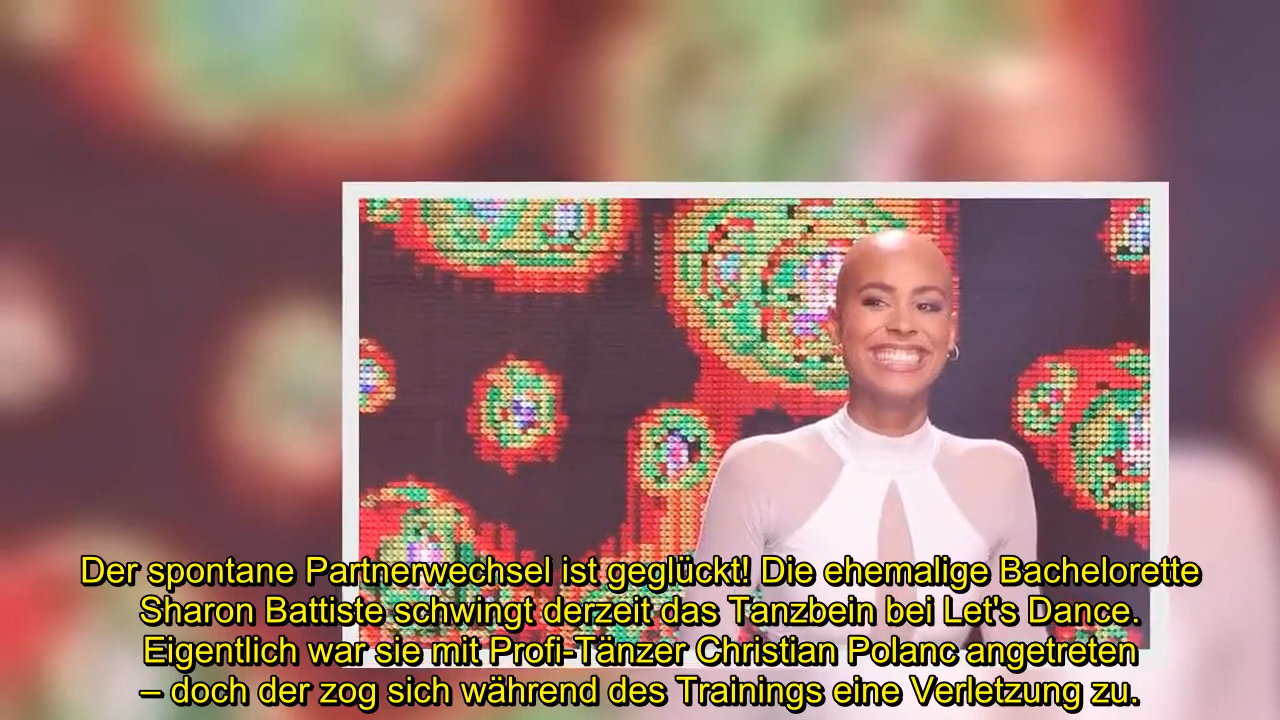 Der spontane Partnerwechsel ist geglückt! Die ehemalige Bachelorette
Sharon Battiste schwingt derzeit das Tanzbein bei Let's Dance.
Eigentlich war sie mit Profi-Tänzer Christian Polanc angetreten
– doch der zog sich während des Trainings eine Verletzung zu.